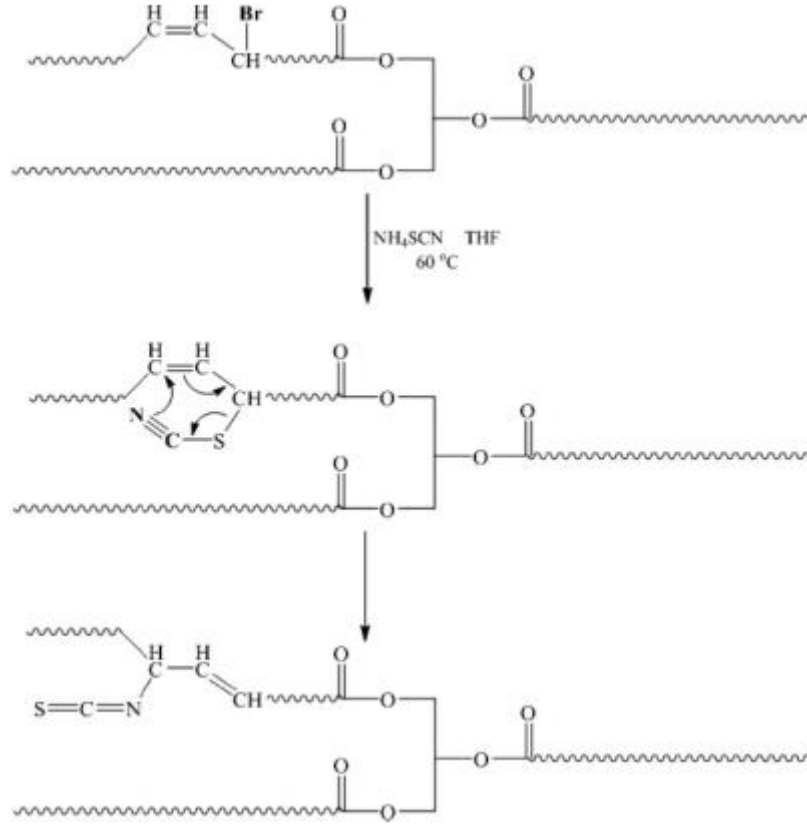 Br
H H O
C=C
CH O O
O O
O
NH4SCN THF
60 °C
H H O
C=C
CH O O
N
C S O O
O O
H H O
C C
CH O O
S=C=N O
O O
O